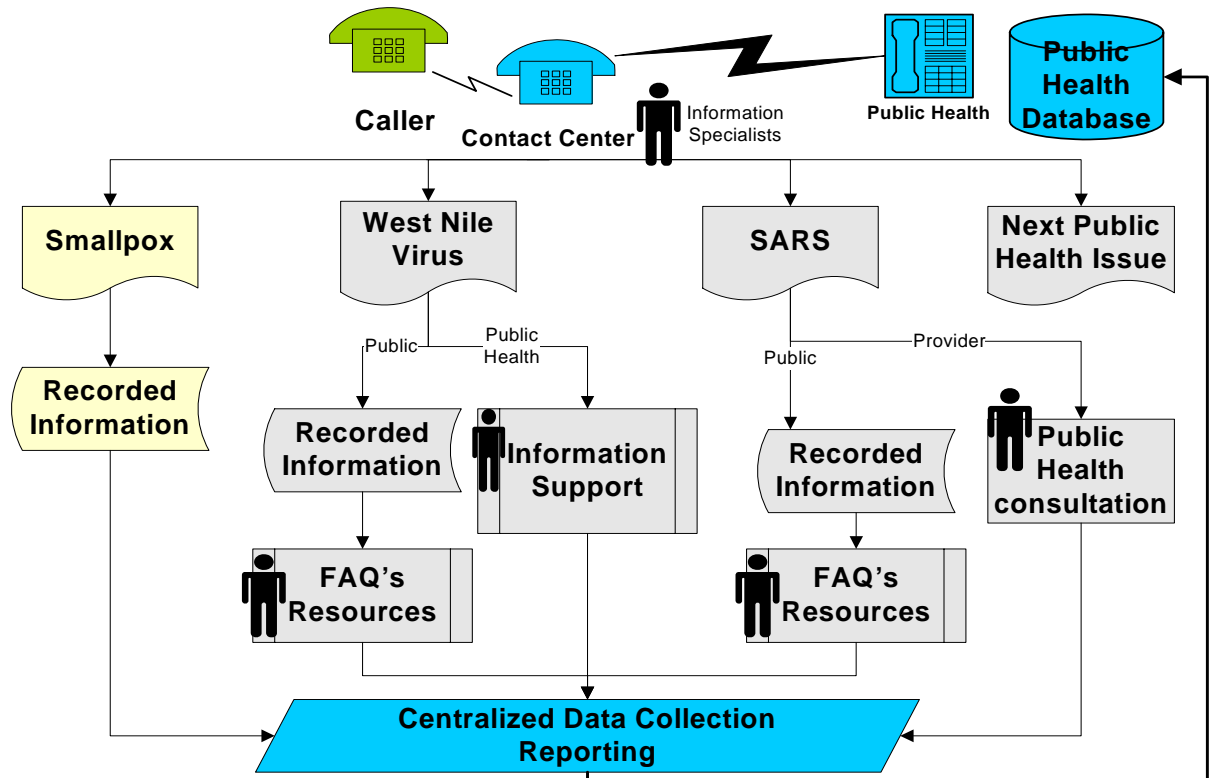 Caller
Contact Center
Information
Specialists
Public Health
Public
Health
Database
Smallpox
West Nile
Virus
SARS
Next Public
Health Issue
Public
Public
Health
Public
Provider
Recorded
Information
Recorded
Information
Information
Support
Recorded
Information
Public
Health
consultation
FAQ's
Resources
FAQ's
Resources
Centralized Data Collection
Reporting